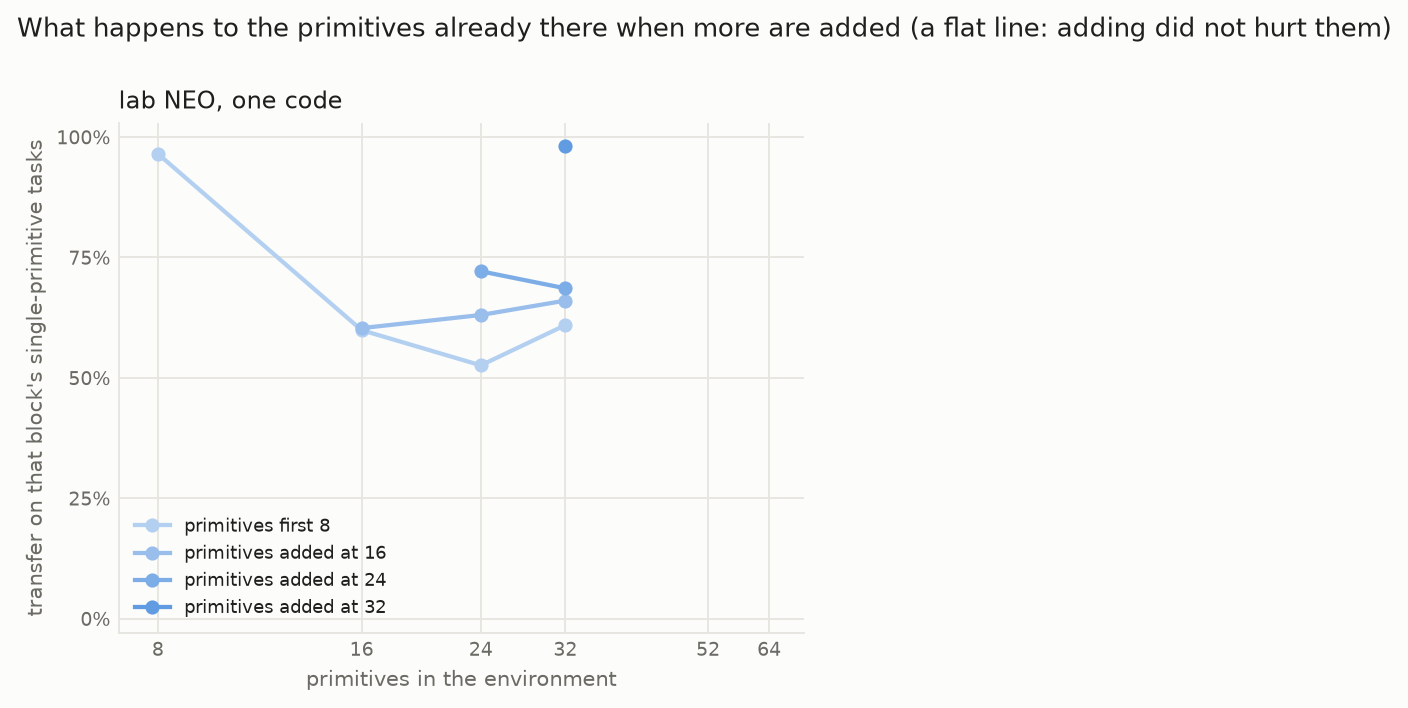 What happens to the primitives already there when more are added (a flat line: adding did not hurt them)
lab NEO, one code
transfer on that block's single-primitive tasks
100%
75%
50%
25%
0%
primitives first 8
primitives added at 16
primitives added at 24
primitives added at 32
8 16 24 32 52 64
primitives in the environment